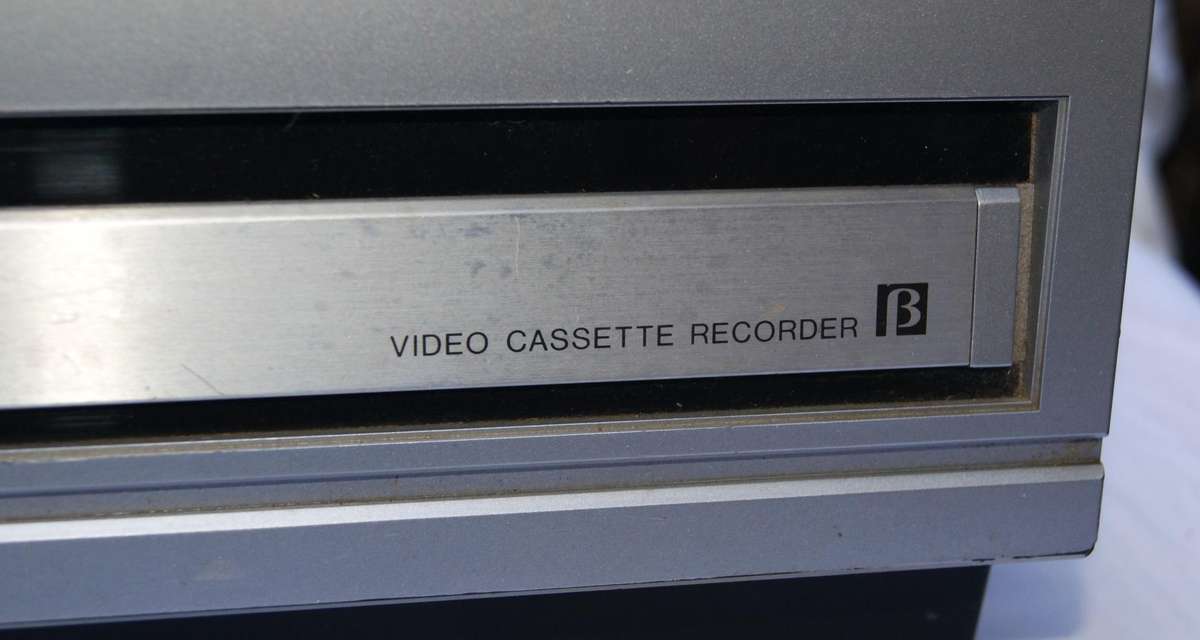 VIDEO CASSETTE RECORDER β